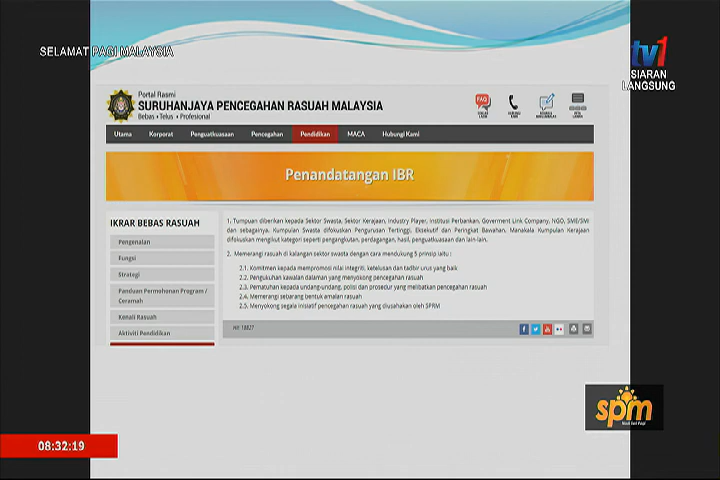 SELAMAT PAGI MALAYSIA
tv1
SIARAN
LANGSUNG
Portal Rasmi
SURUHANJAYA PENCEGAHAN RASUAH MALAYSIA
Bebas • Telus • Profesional
FAQ
Utama Korporat Penguatkuasaan Pencegahan Pendidikan MACA Hubungi Kami
Penandatangan IBR
IKRAR BEBAS RASUAH
Pengenalan
Fungsi
Strategi
Panduan Permohonan Program /
Ceramah
Kenali Rasuah
Aktiviti Pendidikan
1. Tumpuan diberikan kepada Sektor Swasta, Sektor Kerajaan, Industry Player, Institusi Perbankan, Goverment Link Company, NGO, SME/SMI
dan sebagainya. Kumpulan Swasta difokuskan Pengurusan Tertinggi, Eksekutif dan Peringkat Bawahan. Manakala Kumpulan Kerajaan
difokuskan mengikut kategori seperti pengangkutan, perdagangan, hasil, penguatkuasaan dan lain-lain.
2. Memerangi rasuah di kalangan sektor swasta dengan cara mendukung 5 prinsip iaitu :
2.1. Komitmen kepada mempromosi nilai integriti, ketelusan dan tadbir urus yang baik
2.2. Pengukuhan kawalan dalaman yang menyokong pencegahan rasuah
2.3. Pematuhan kepada undang-undang, polisi dan prosedur yang melibatkan pencegahan rasuah
2.4. Memerangi sebarang bentuk amalan rasuah
2.5. Menyokong segala inisiatif pencegahan rasuah yang diusahakan oleh SPRM
Hit: 18827
spm
08:32:19